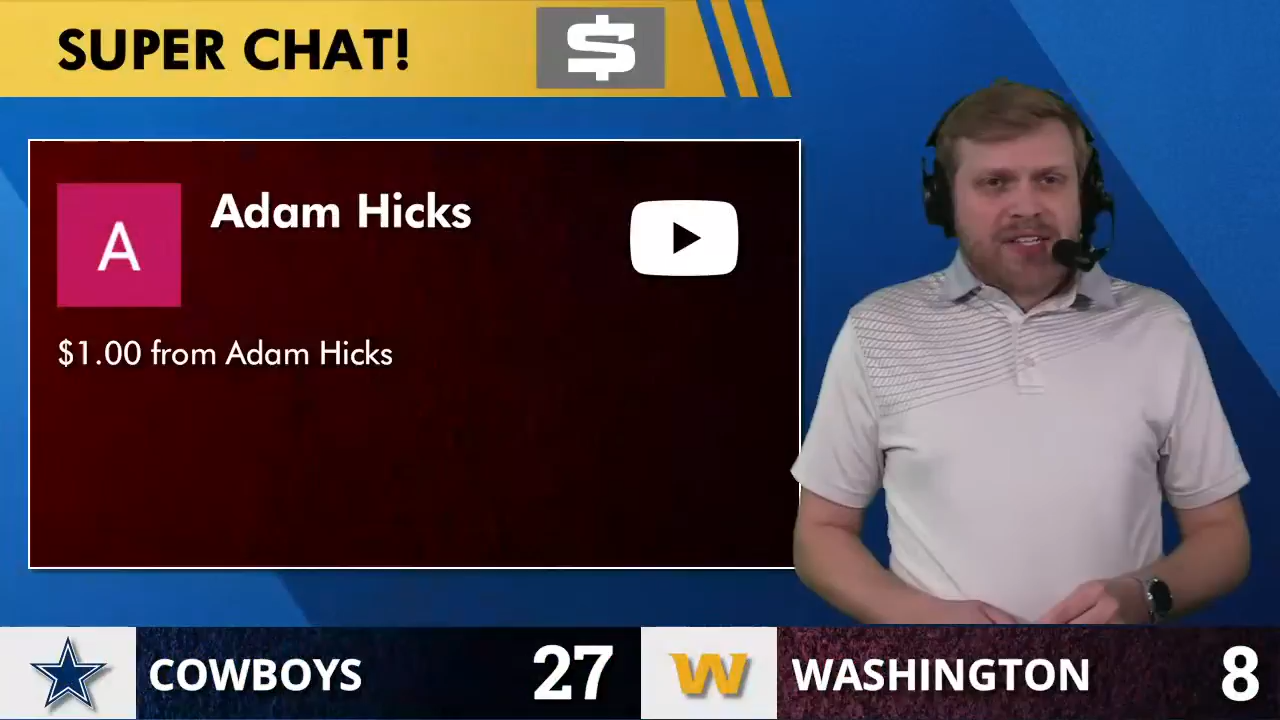 SUPER CHAT!
$
A
Adam Hicks
$1.00 from Adam Hicks
COWBOYS 27 W WASHINGTON 8